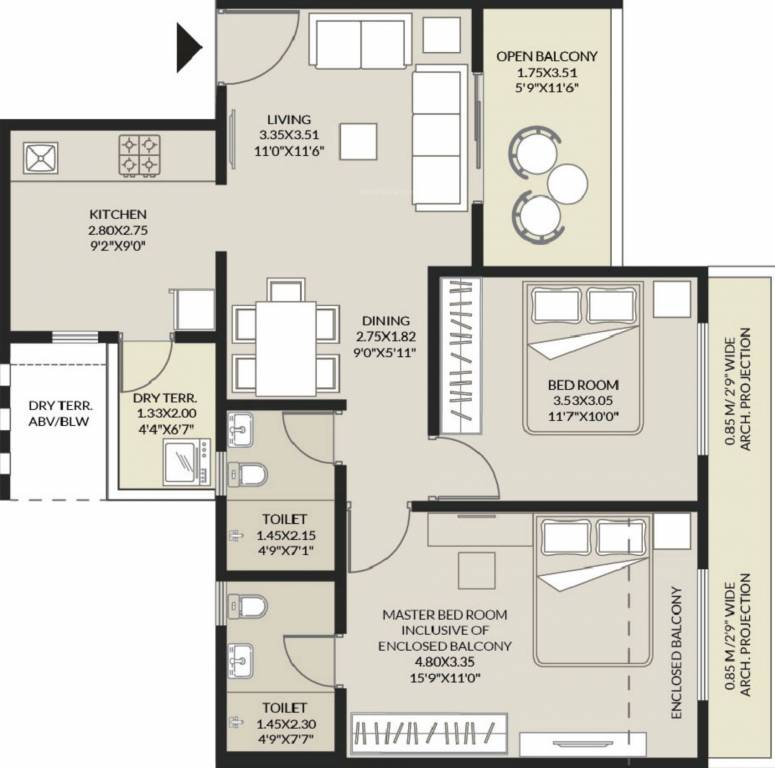 OPEN BALCONY
1.75X3.51
5'9"X11'6"
LIVING
3.35X3.51
11'0"X11'6"
KITCHEN
2.80X2.75
9'2"X9'0"
DINING
2.75X1.82
9'0"X5'11"
DRY TERR.
ABV/BLW
DRY TERR.
1.33X2.00
4'4"X6'7"
BED ROOM
3.53X3.05
11'7"X10'0"
0.85 M / 2'9" WIDE
ARCH. PROJECTION
TOILET
1.45X2.15
4'9"X7'1"
MASTER BED ROOM
INCLUSIVE OF
ENCLOSED BALCONY
4.80X3.35
15'9"X11'0"
ENCLOSED BALCONY
0.85 M / 2'9" WIDE
ARCH. PROJECTION
TOILET
1.45X2.30
4'9"X7'7"